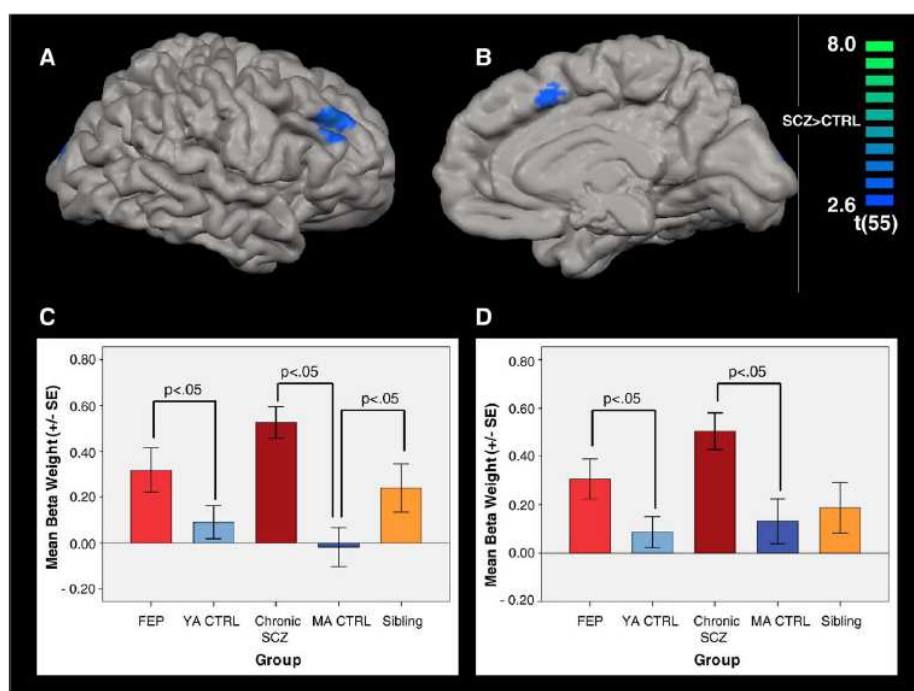 A
B
8.0
SCZ>CTRL
2.6
t(55)
C
0.80
0.60
0.40
0.20
0.00
- 0.20
Mean Beta Weight (+/- SE)
p<.05
p<.05
p<.05
FEP
YA CTRL
Chronic
SCZ
MA CTRL
Sibling
Group
D
0.80
0.60
0.40
0.20
0.00
- 0.20
Mean Beta Weight (+/- SE)
p<.05
p<.05
FEP
YA CTRL
Chronic
SCZ
MA CTRL
Sibling
Group